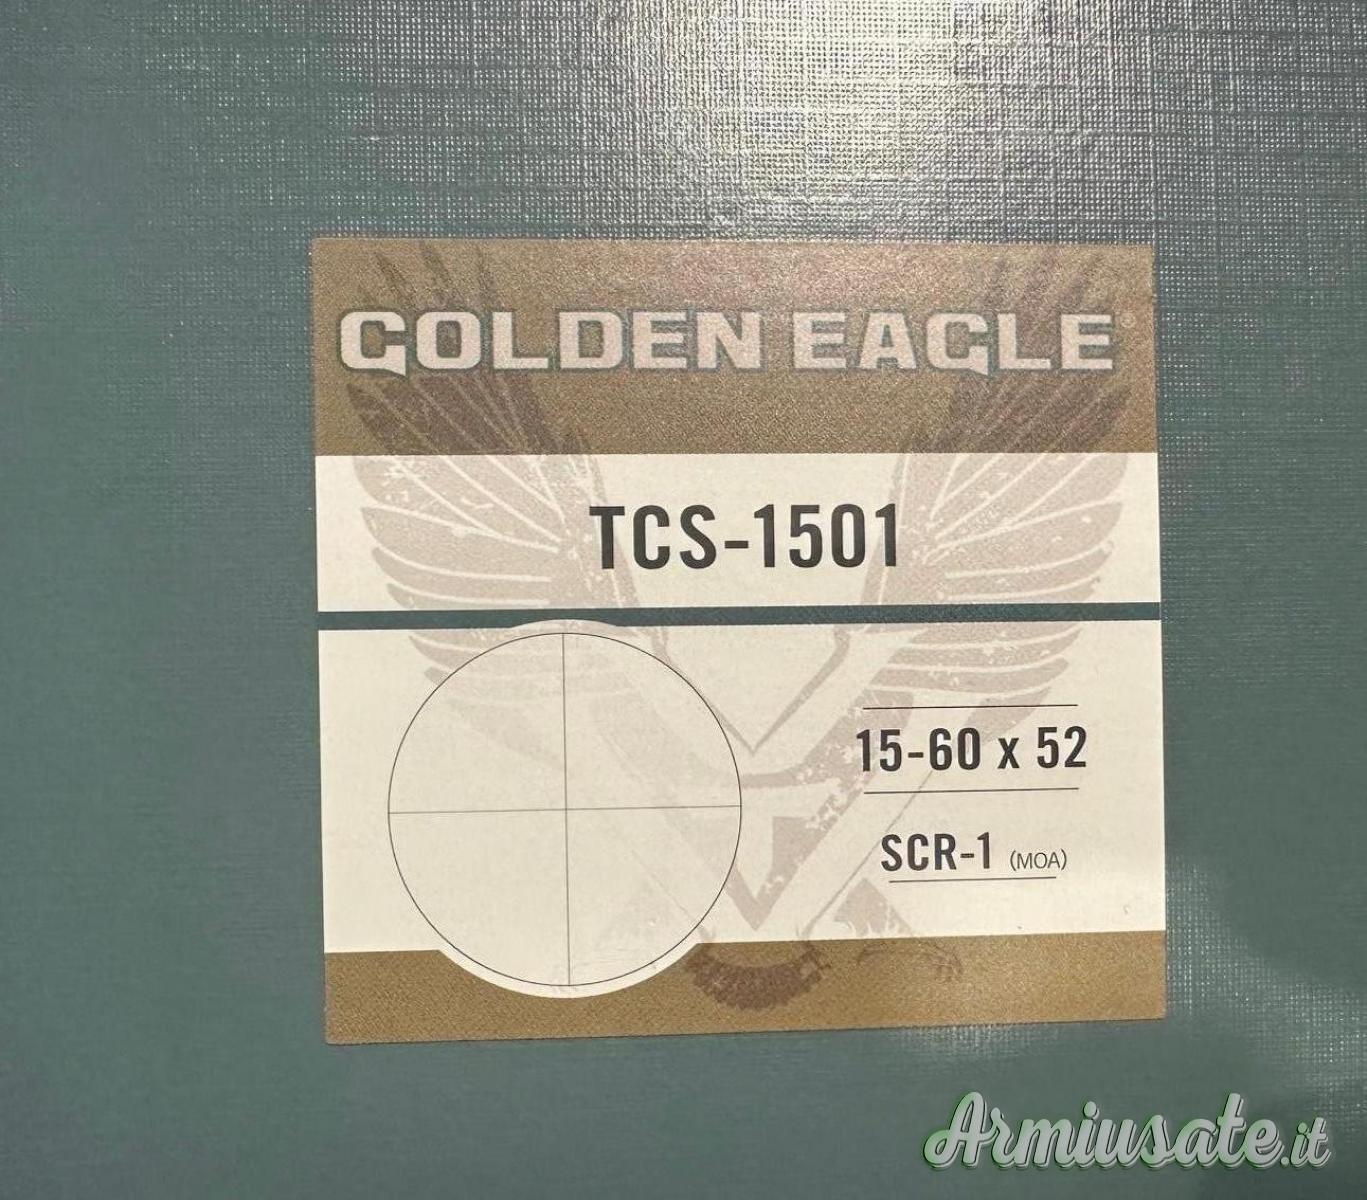 GOLDEN EAGLE®
TCS-1501
15-60 x 52
SCR-1 (MOA)
Armiusate.it